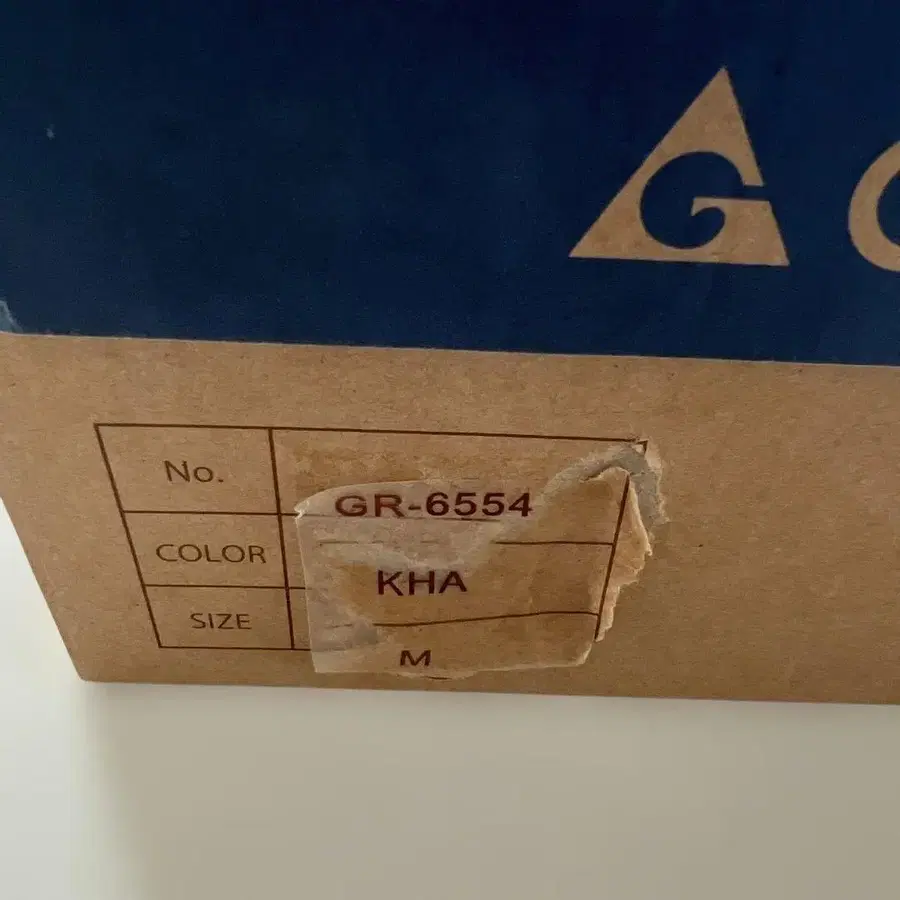 G
No. GR-6554
COLOR KHA
SIZE M